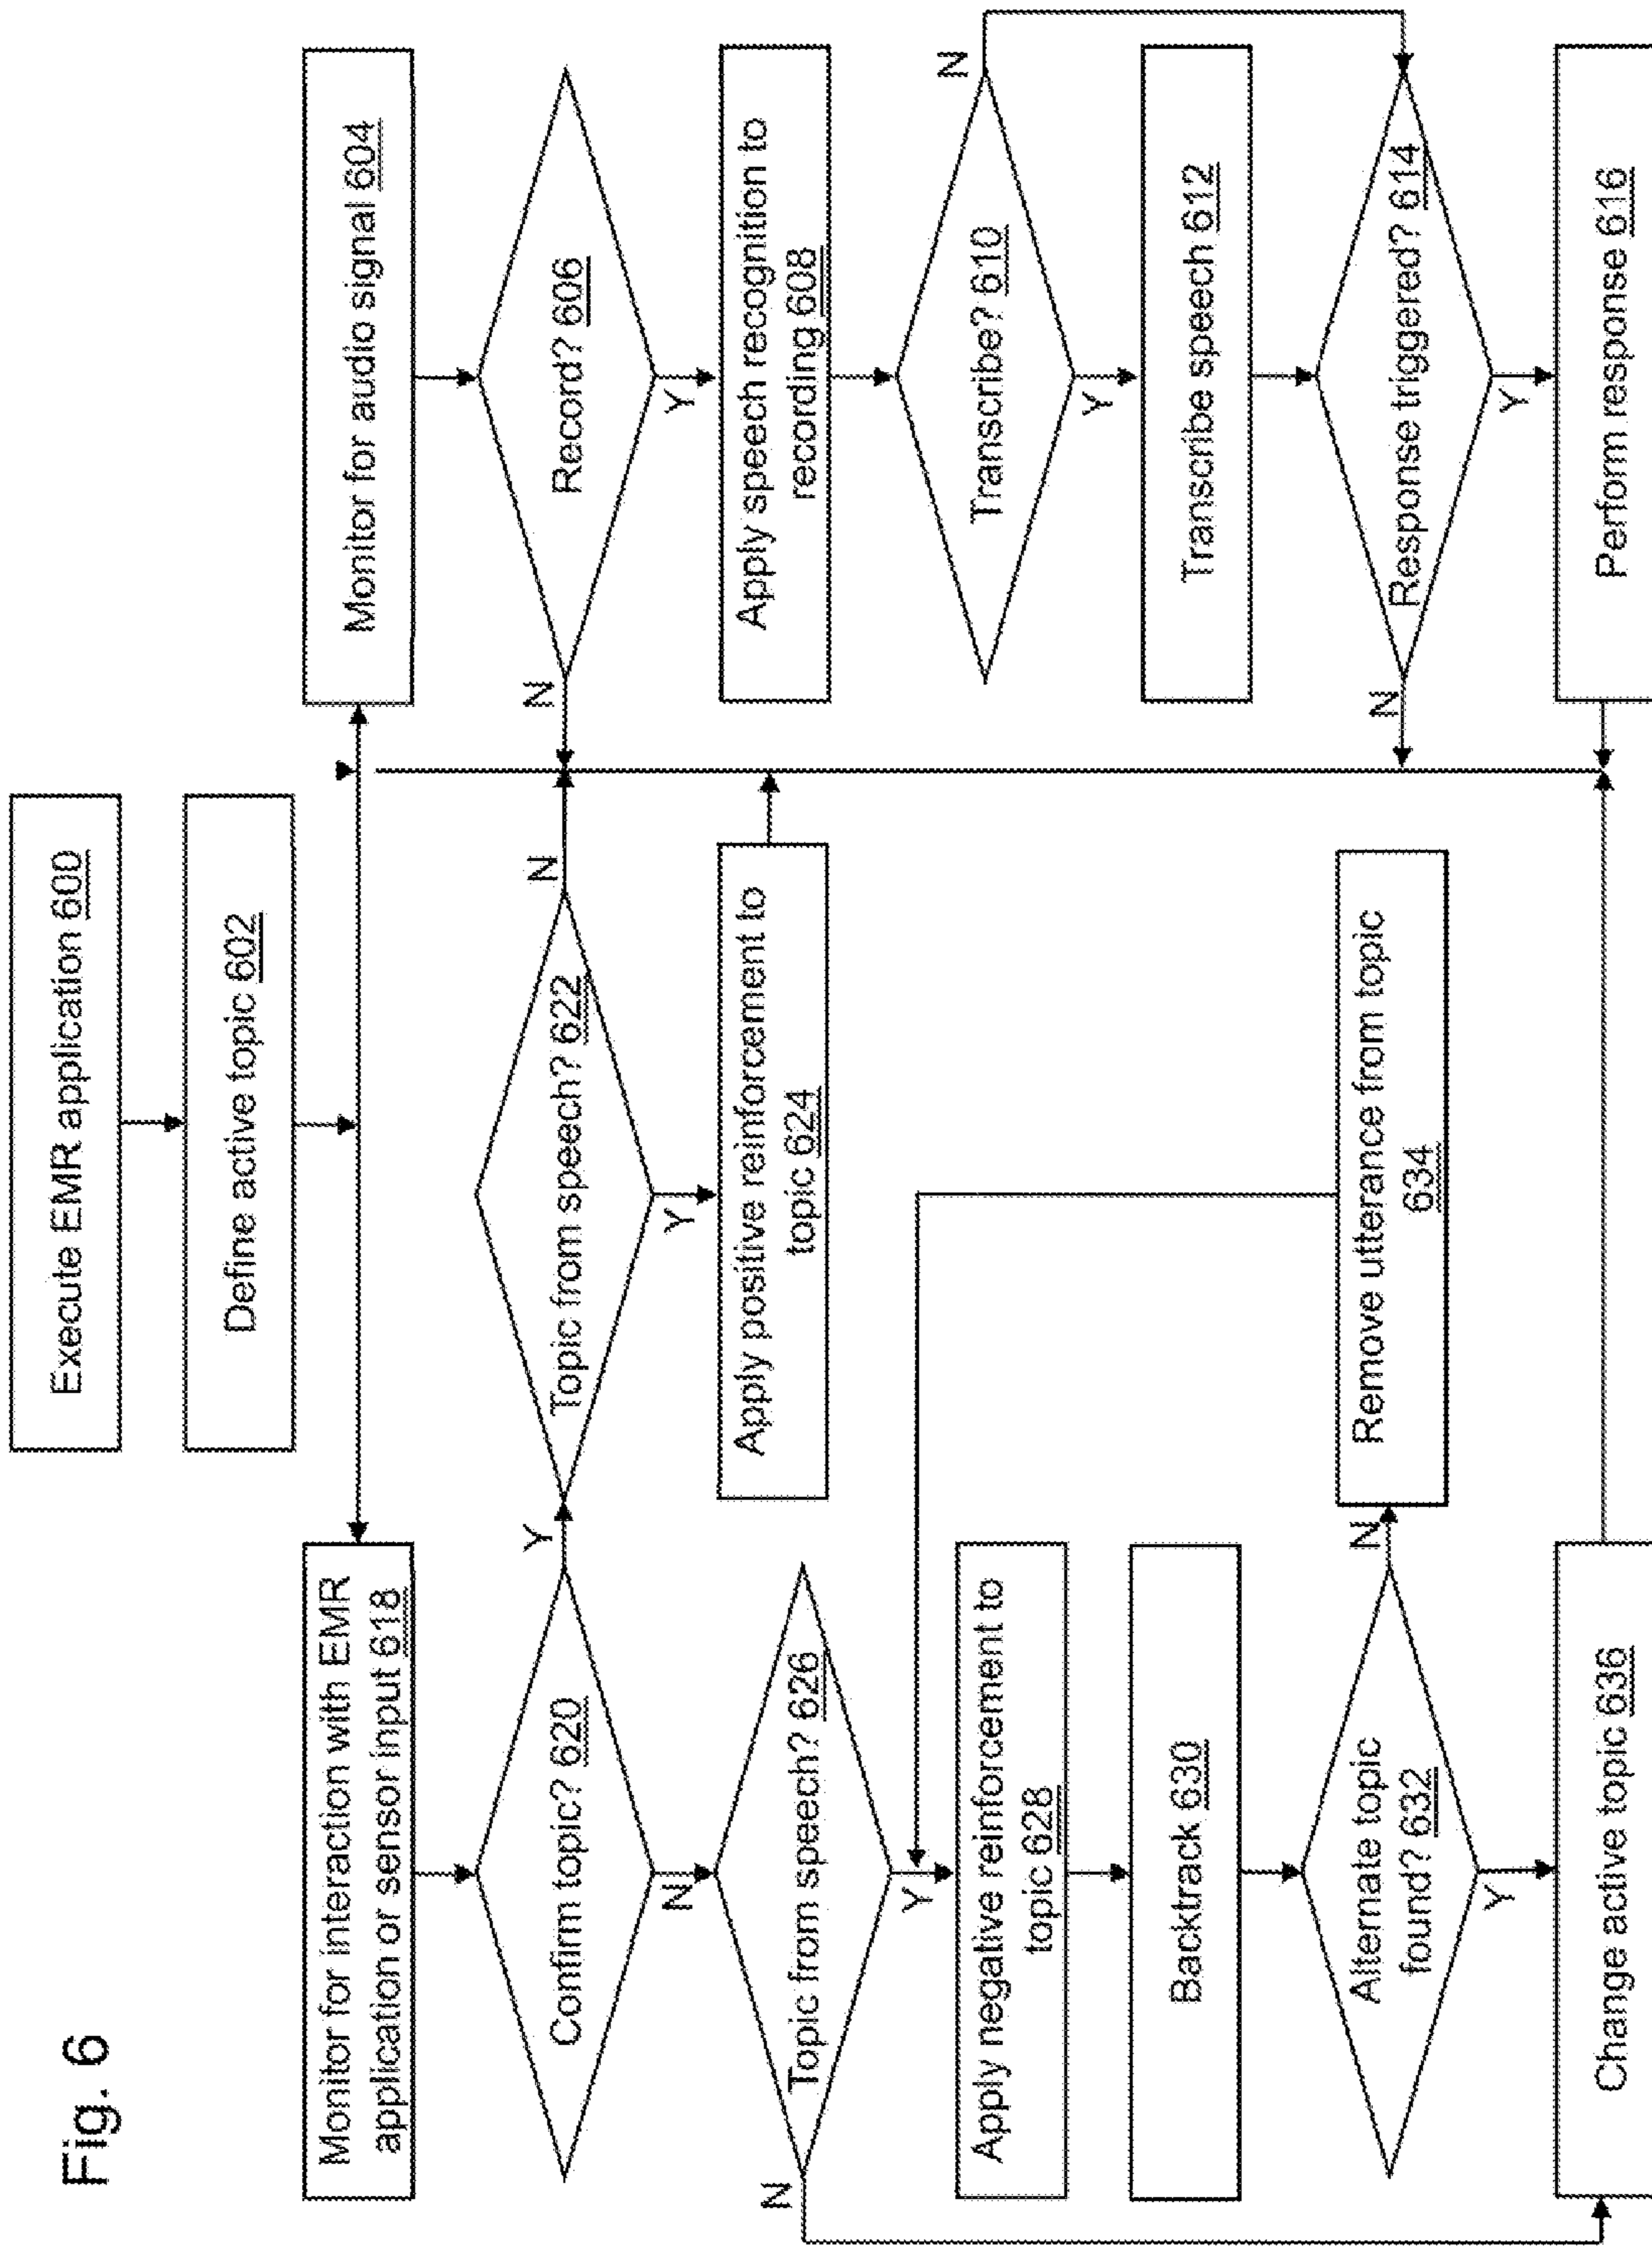 Fig. 6
Execute EMR application 600
Define active topic 602
Monitor for interaction with EMR
application or sensor input 618
Monitor for audio signal 604
Confirm topic? 620
Y
N
Topic from speech? 622
N
Y
Record? 606
N
Y
Topic from speech? 626
N
Y
Apply positive reinforcement to
topic 624
Apply speech recognition to
recording 608
Apply negative reinforcement to
topic 628
Transcribe? 610
N
Y
Backtrack 630
Transcribe speech 612
Alternate topic
found? 632
N
Y
Remove utterance from topic
634
Response triggered? 614
N
Y
Change active topic 636
Perform response 616